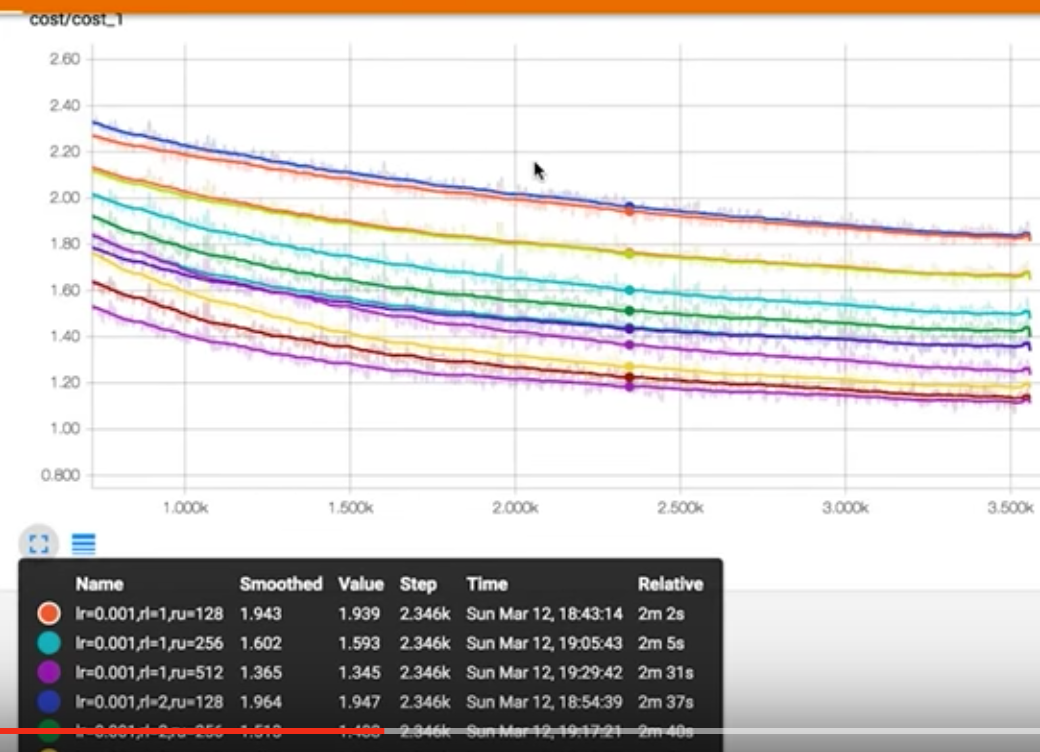 cost/cost_1
2.60
2.40
2.20
2.00
1.80
1.60
1.40
1.20
1.00
0.800
1.000k 1.500k 2.000k 2.500k 3.000k 3.500k
Name Smoothed Value Step Time Relative
lr=0.001,rl=1,ru=128 1.943 1.939 2.346k Sun Mar 12, 18:43:14 2m 2s
lr=0.001,rl=1,ru=256 1.602 1.593 2.346k Sun Mar 12, 19:05:43 2m 5s
lr=0.001,rl=1,ru=512 1.365 1.345 2.346k Sun Mar 12, 19:29:42 2m 31s
lr=0.001,rl=2,ru=128 1.964 1.947 2.346k Sun Mar 12, 18:54:39 2m 37s
lr=0.001,rl=2,ru=256 2.346k Sun Mar 12, 19:17:21 2m 40s